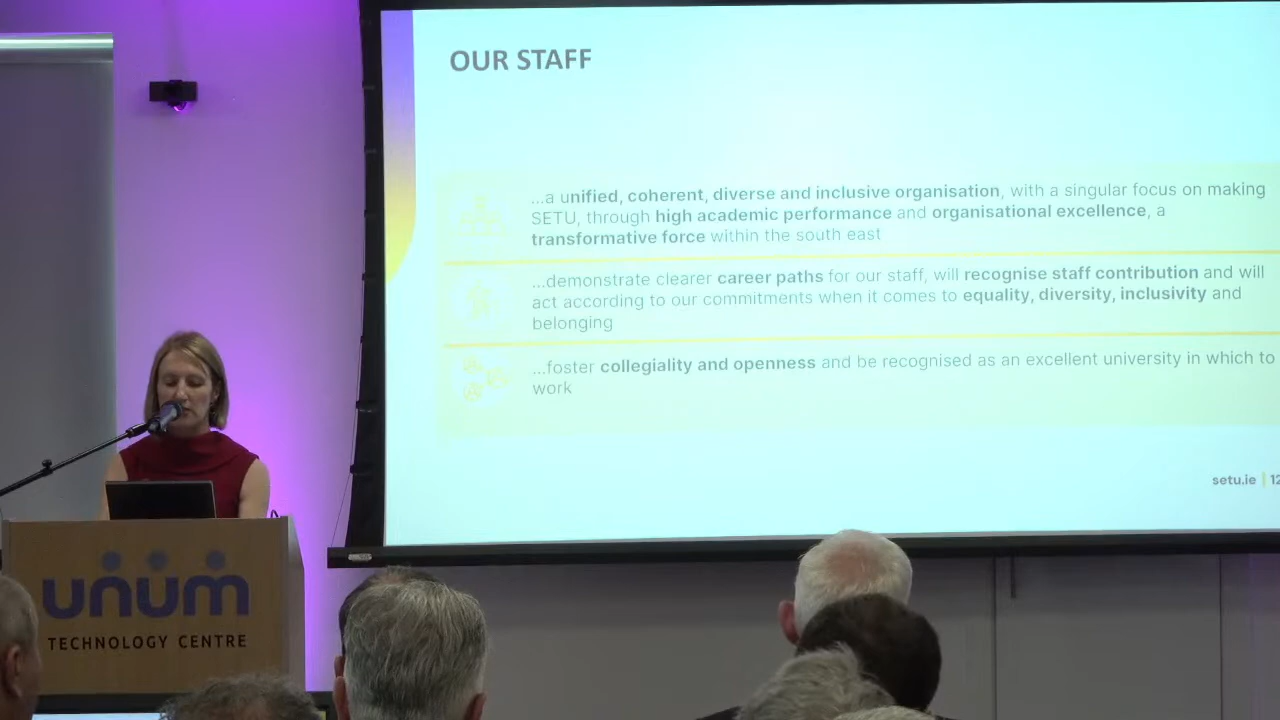 OUR STAFF
...a unified, coherent, diverse and inclusive organisation, with a singular focus on making
SETU, through high academic performance and organisational excellence, a
transformative force within the south east
...demonstrate clearer career paths for our staff, will recognise staff contribution and will
act according to our commitments when it comes to equality, diversity, inclusivity and
belonging
...foster collegiality and openness and be recognised as an excellent university in which to
work
setu.ie | 12
unum
TECHNOLOGY CENTRE